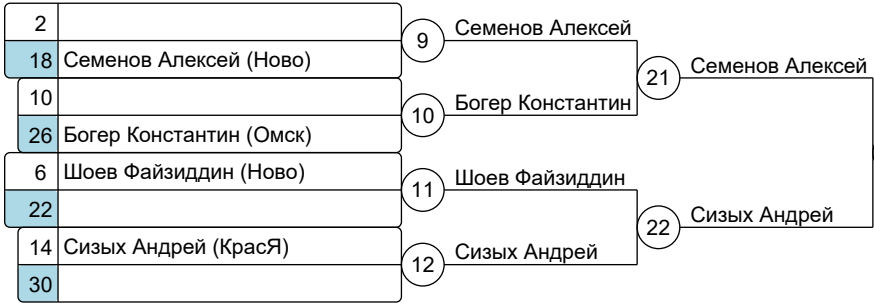 2
18 Семенов Алексей (Ново)
9 Семенов Алексей
10
26 Богер Константин (Омск)
10 Богер Константин
21 Семенов Алексей
6 Шоев Файзиддин (Ново)
22
11 Шоев Файзиддин
14 Сизых Андрей (КрасЯ)
30
12 Сизых Андрей
22 Сизых Андрей